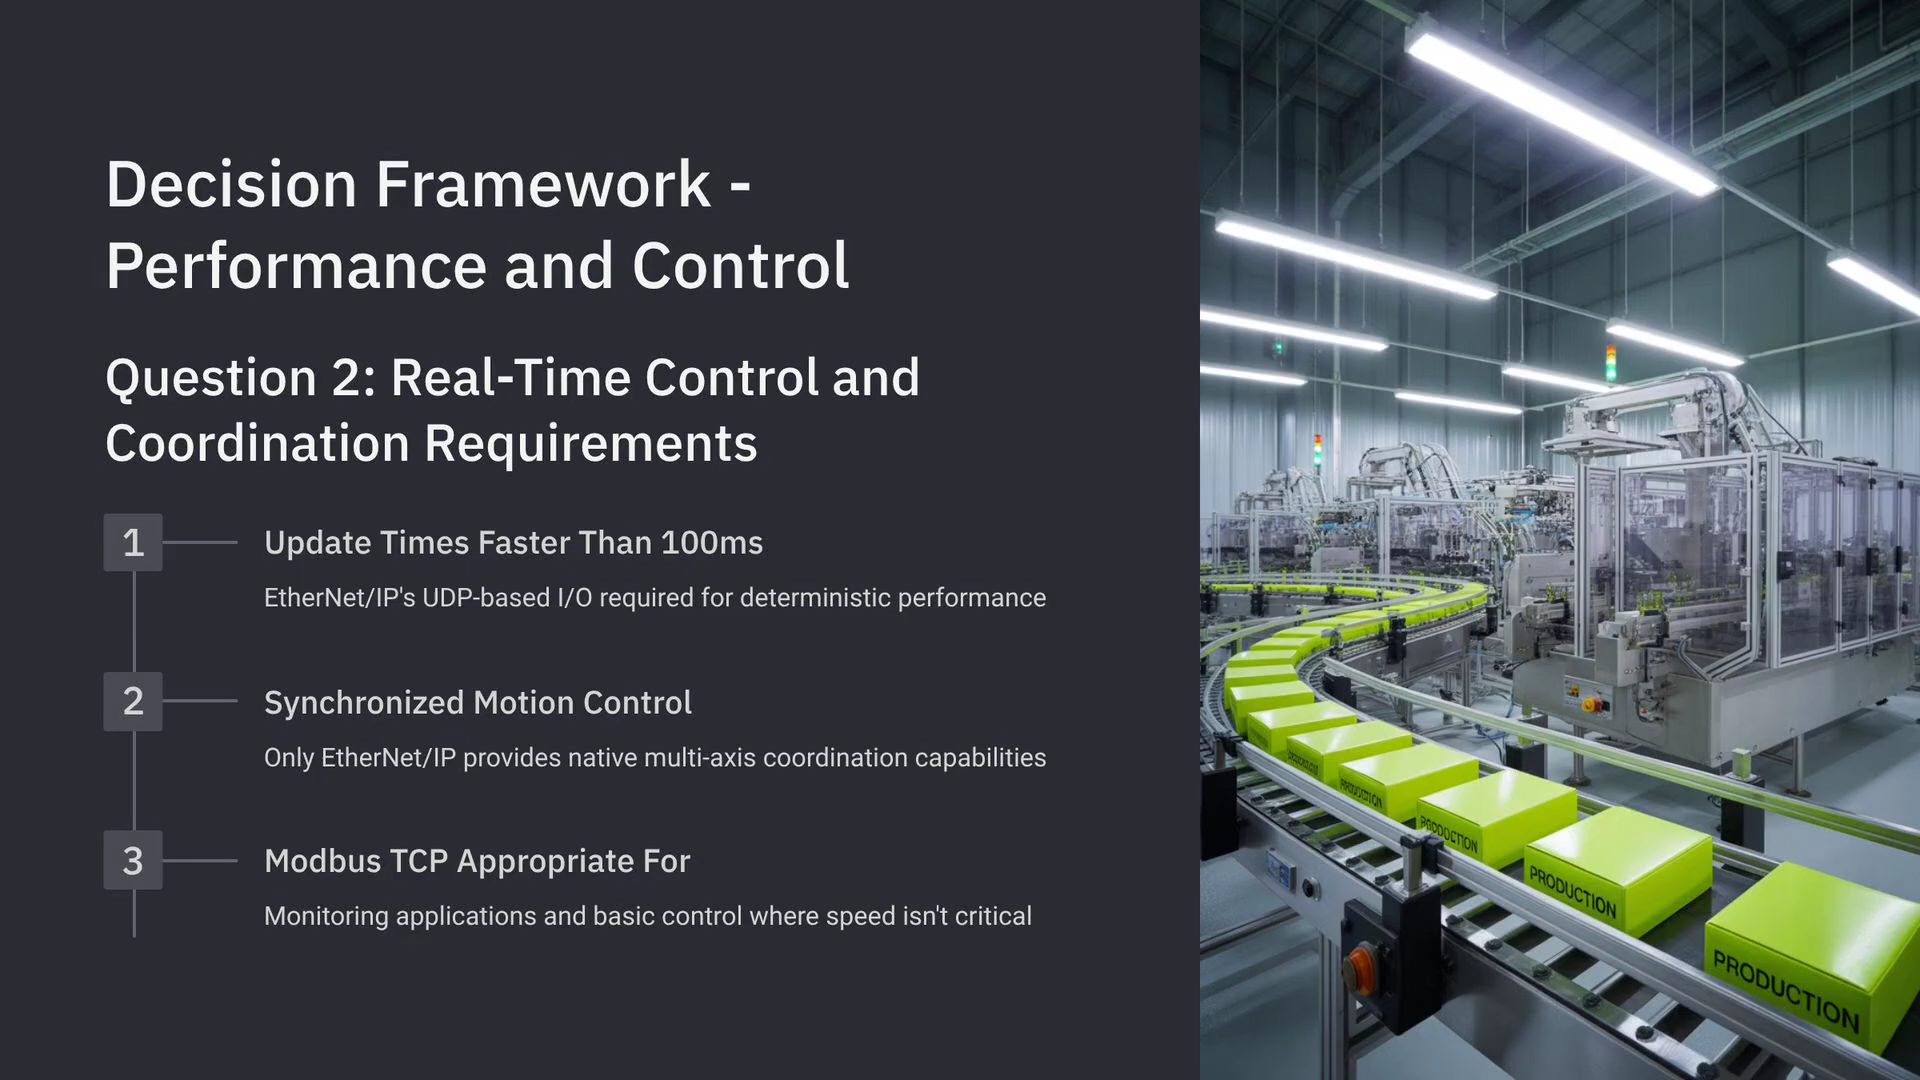 Decision Framework -
Performance and Control
Question 2: Real-Time Control and
Coordination Requirements
1
Update Times Faster Than 100ms
EtherNet/IP's UDP-based I/O required for deterministic performance
2
Synchronized Motion Control
Only EtherNet/IP provides native multi-axis coordination capabilities
3
Modbus TCP Appropriate For
Monitoring applications and basic control where speed isn't critical
PRODUCTION
PRODUCTION
PRODUCTION
PRODUCTION